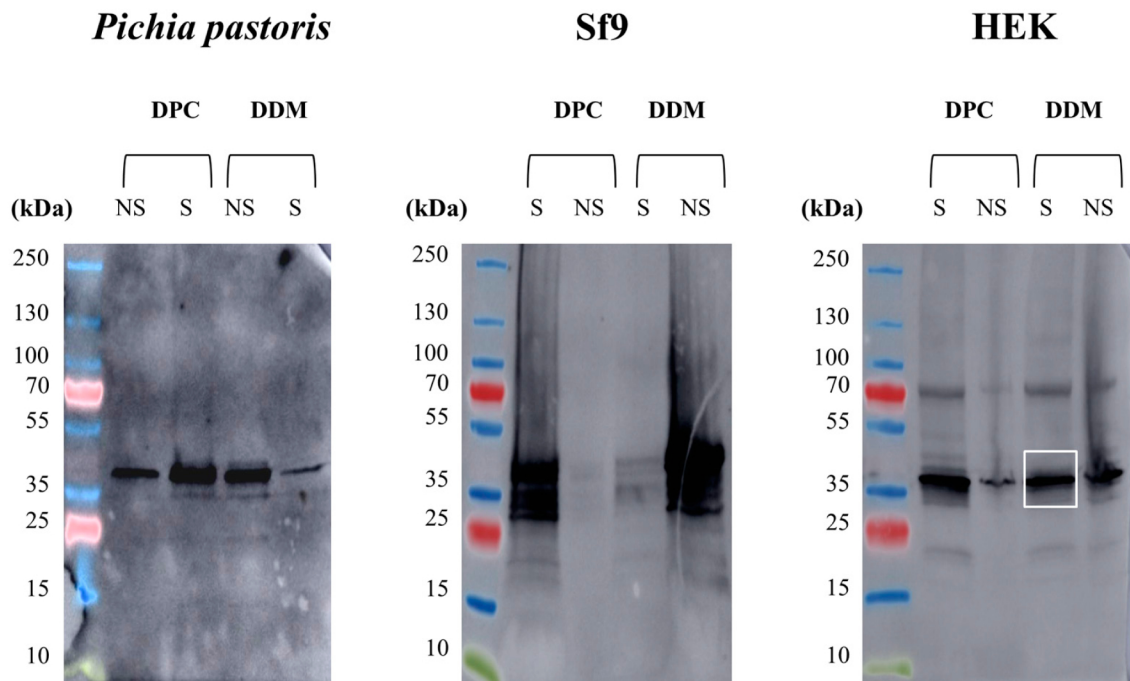 Pichia pastoris Sf9 HEK
DPC DDM DPC DDM DPC DDM
(kDa) NS S NS S (kDa) S NS S NS (kDa) S NS S NS
250 250 250
130 130 130
100 100 100
70 70 70
55 55 55
35 35 35
25 25 25
15 15 15
10 10 10